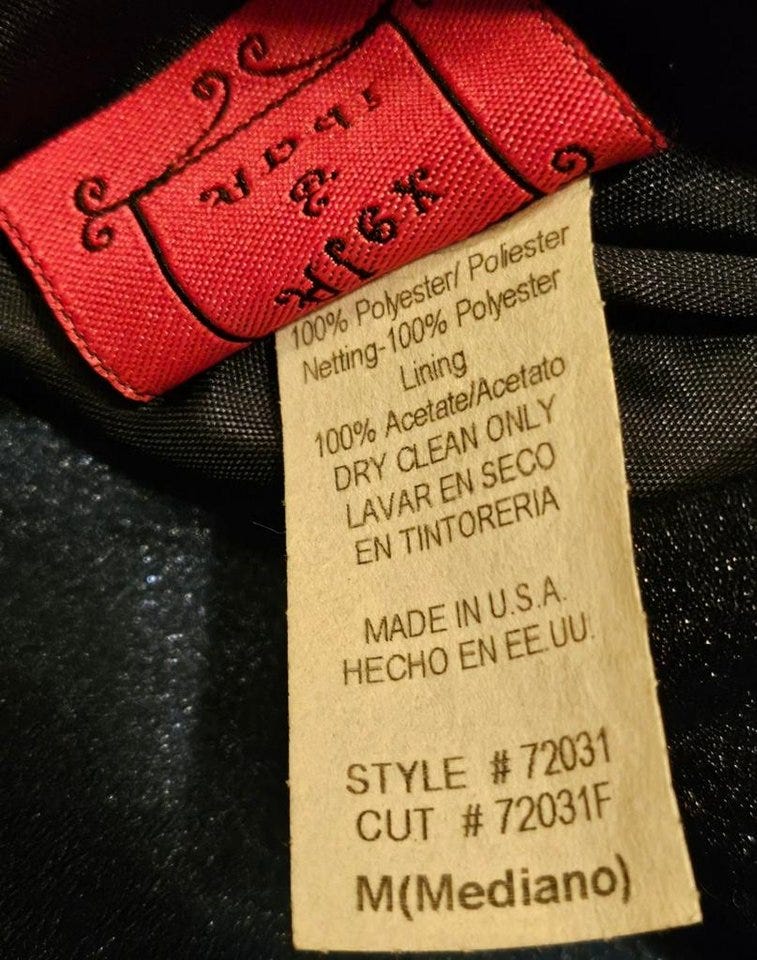 100% Polyester/ Poliester
Netting-100% Polyester
Lining
100% Acetate/Acetato
DRY CLEAN ONLY
LAVAR EN SECO
EN TINTORERIA
MADE IN U.S.A.
HECHO EN EE.UU.
STYLE # 72031
CUT # 72031F
M(Mediano)